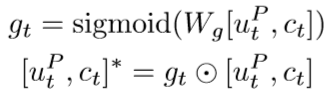 g_t = sigmoid(W_g[u_t^P, c_t])
[u_t^P, c_t]^* = g_t ⊙ [u_t^P, c_t]